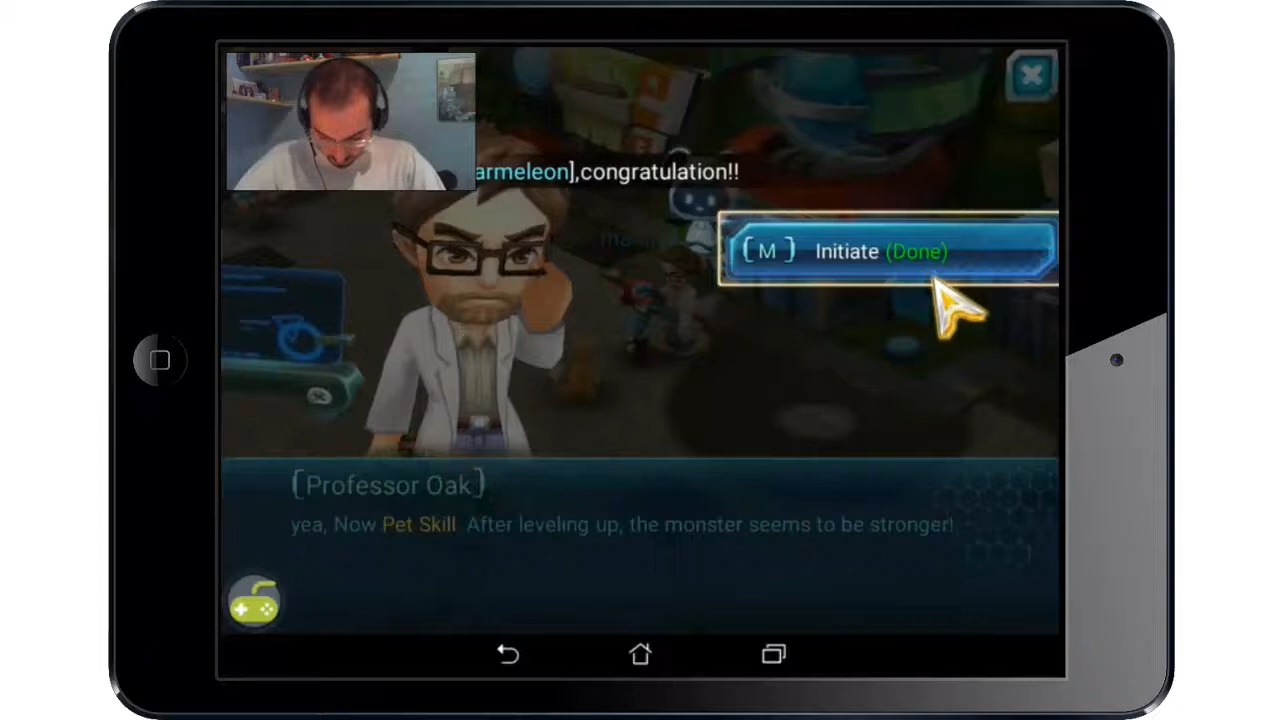 armeleon],congratulation!!
[ M ] Initiate (Done)
[Professor Oak]
yea, Now Pet Skill After leveling up, the monster seems to be stronger!